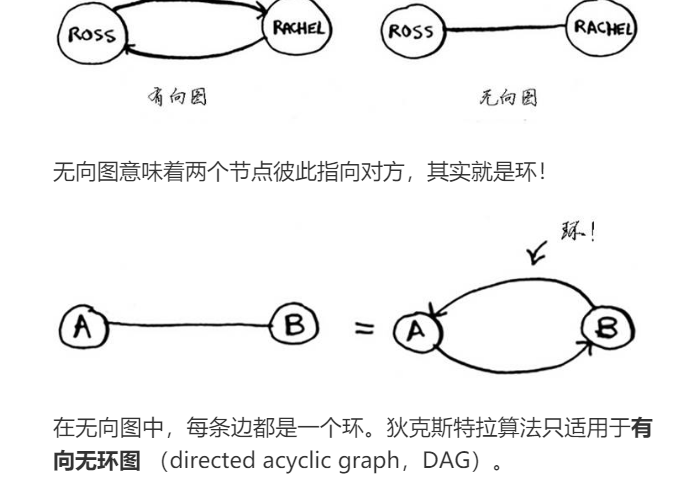 ROSS RACHEL ROSS RACHEL
有向图 无向图
无向图意味着两个节点彼此指向对方，其实就是环！
环！
A B = A B
在无向图中，每条边都是一个环。狄克斯特拉算法只适用于有
向无环图 （directed acyclic graph，DAG）。